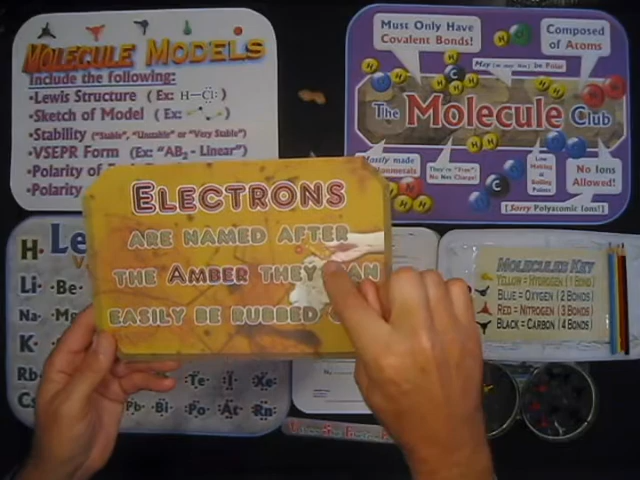 MOLECULE MODELS
Include the following:
•Lewis Structure (Ex: H–Cl: )
•Sketch of Model (Ex: )
•Stability ("Stable", "Unstable" or "Very Stable")
•VSEPR Form (Ex: "AB2 - Linear")
•Polarity of
•Polarity
Must Only Have
Covalent Bonds!
Composed
of Atoms
May be Polar
The Molecule Club
Mostly made
Nonmetals
They're "Free":
No Net Charge!
Low
Melting &
Boiling
Points
No Ions
Allowed!
[Sorry Polyatomic Ions!]
ELECTRONS
ARE NAMED AFTER
THE AMBER THEY CAN
EASILY BE RUBBED
H· Le
Li· ·Be·
Na· ·Mg
K·
Rb
Cs
·Te· ·I: :Xe:
Pb ·Bi· ·Po· :At· :Rn:
MOLECULES KEY
YELLOW = HYDROGEN (1 BOND)
BLUE = OXYGEN (2 BONDS)
RED = NITROGEN (3 BONDS)
BLACK = CARBON (4 BONDS)